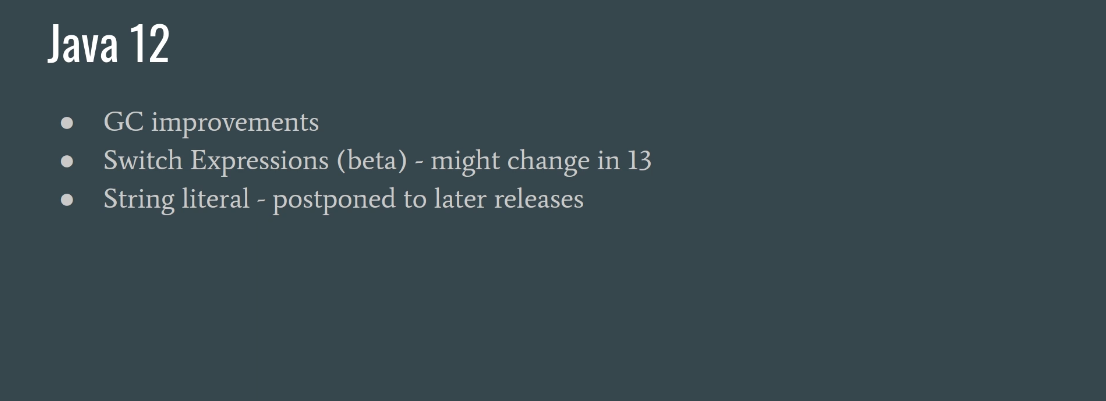 Java 12
● GC improvements
● Switch Expressions (beta) - might change in 13
● String literal - postponed to later releases